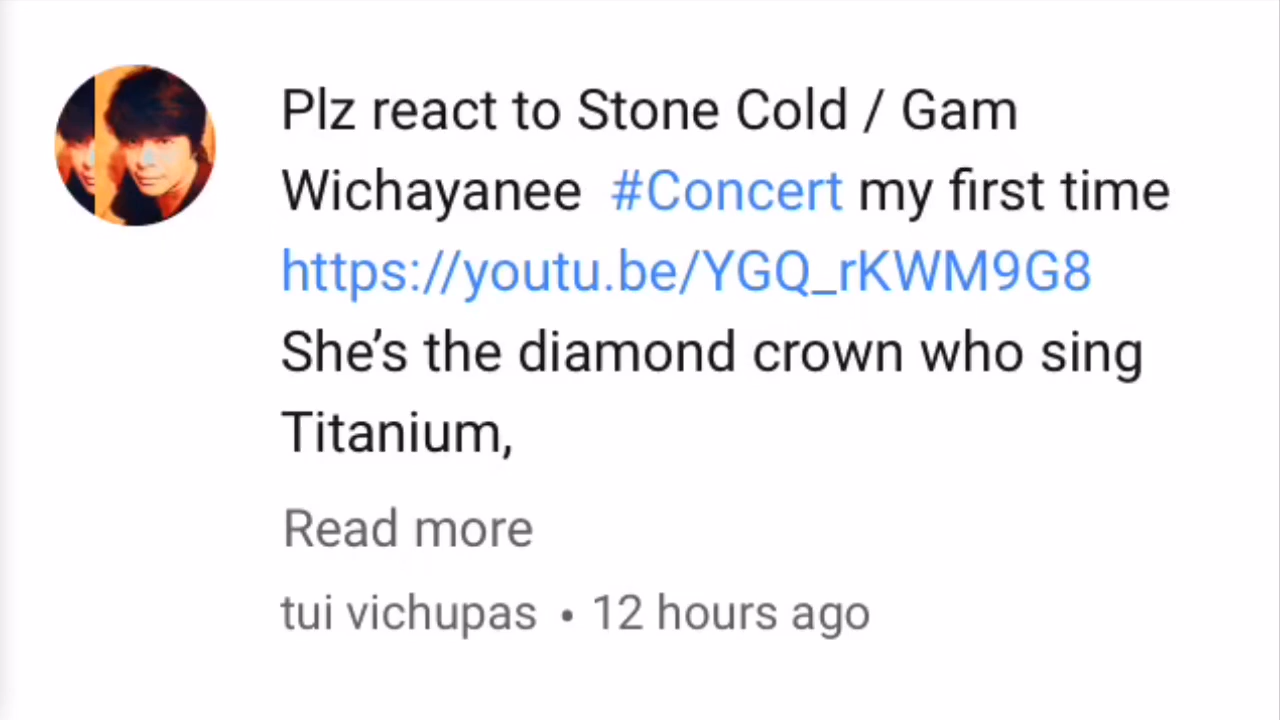 Plz react to Stone Cold / Gam
Wichayanee #Concert my first time
https://youtu.be/YGQ_rKWM9G8
She’s the diamond crown who sing
Titanium,
Read more
tui vichupas • 12 hours ago